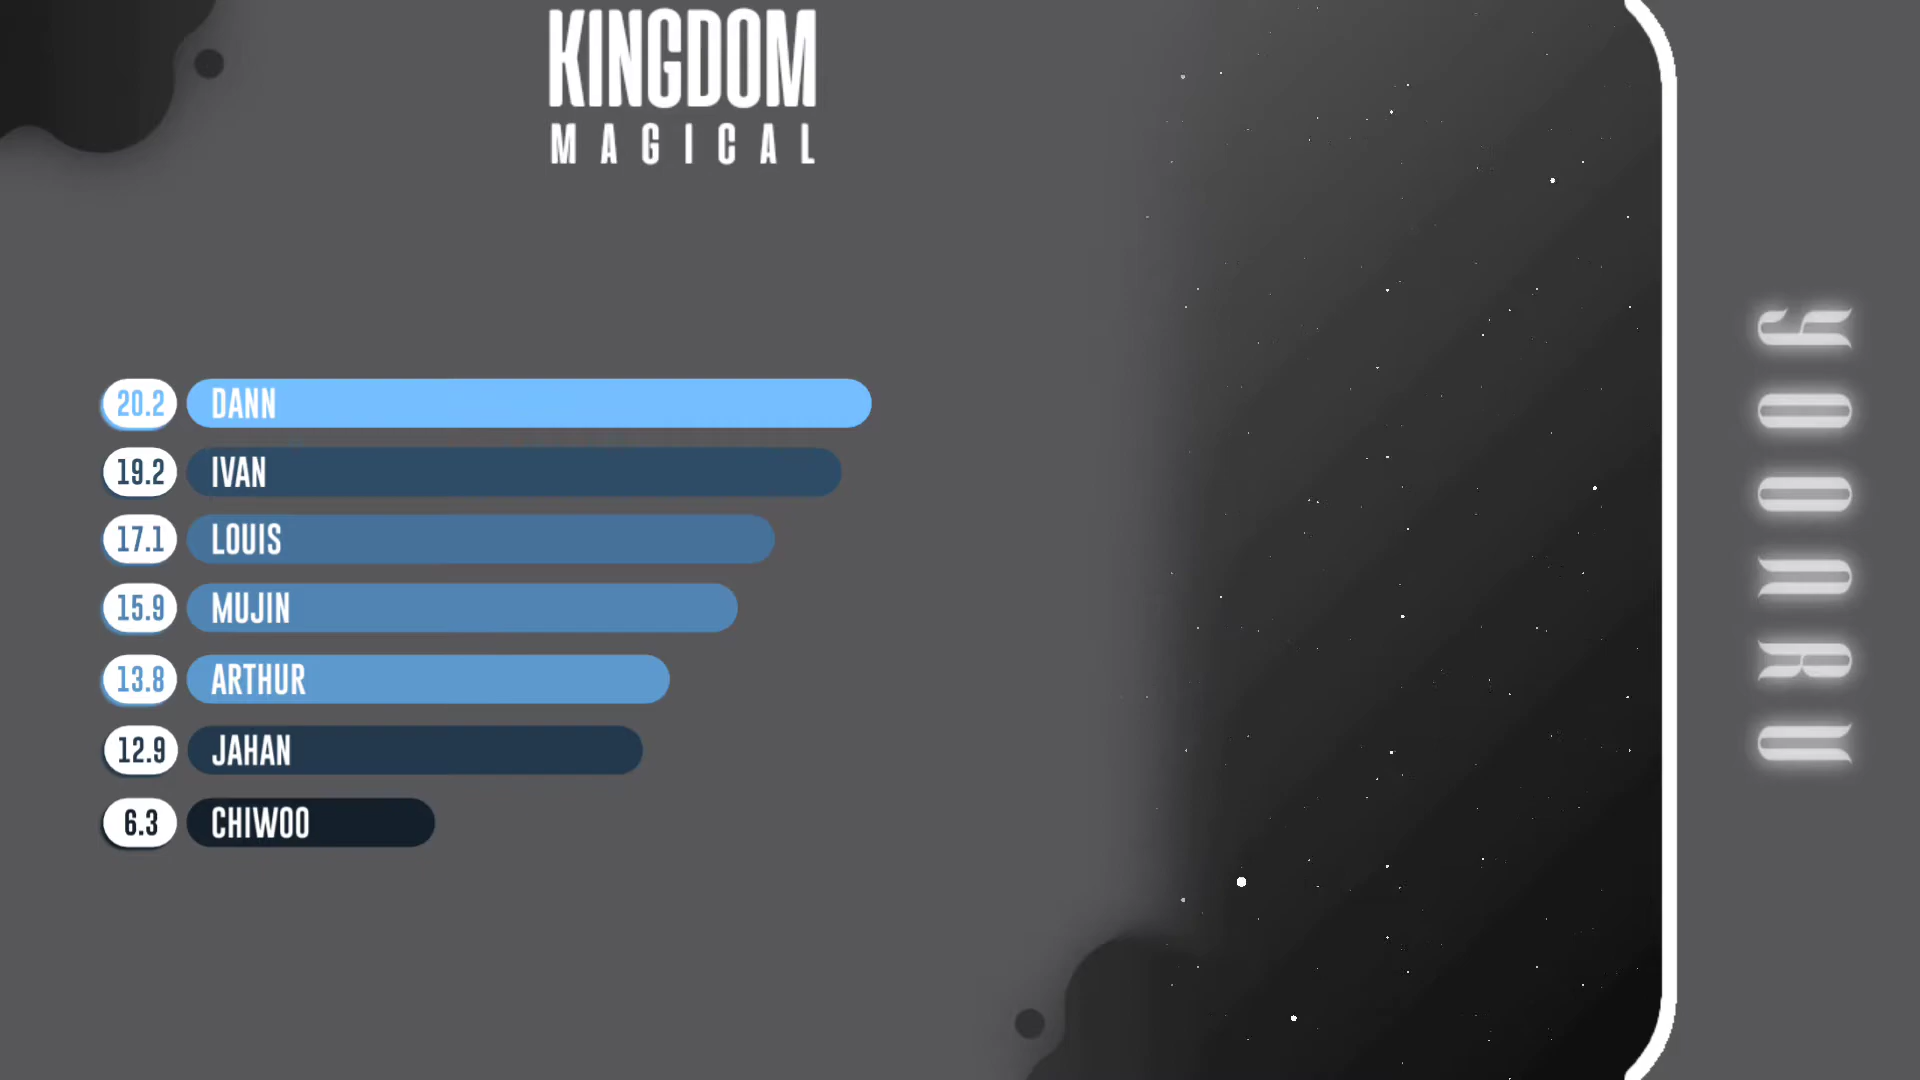 KINGDOM
MAGICAL
20.2 DANN
19.2 IVAN
17.1 LOUIS
15.9 MUJIN
13.8 ARTHUR
12.9 JAHAN
6.3 CHIWOO
YOONRU